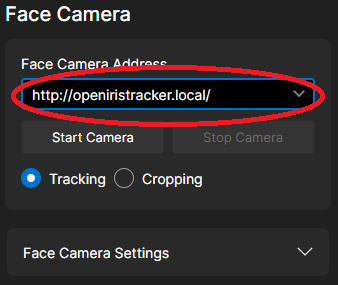 Face Camera
Face Camera Address
http://openiristracker.local/
Start Camera
Stop Camera
Tracking
Cropping
Face Camera Settings